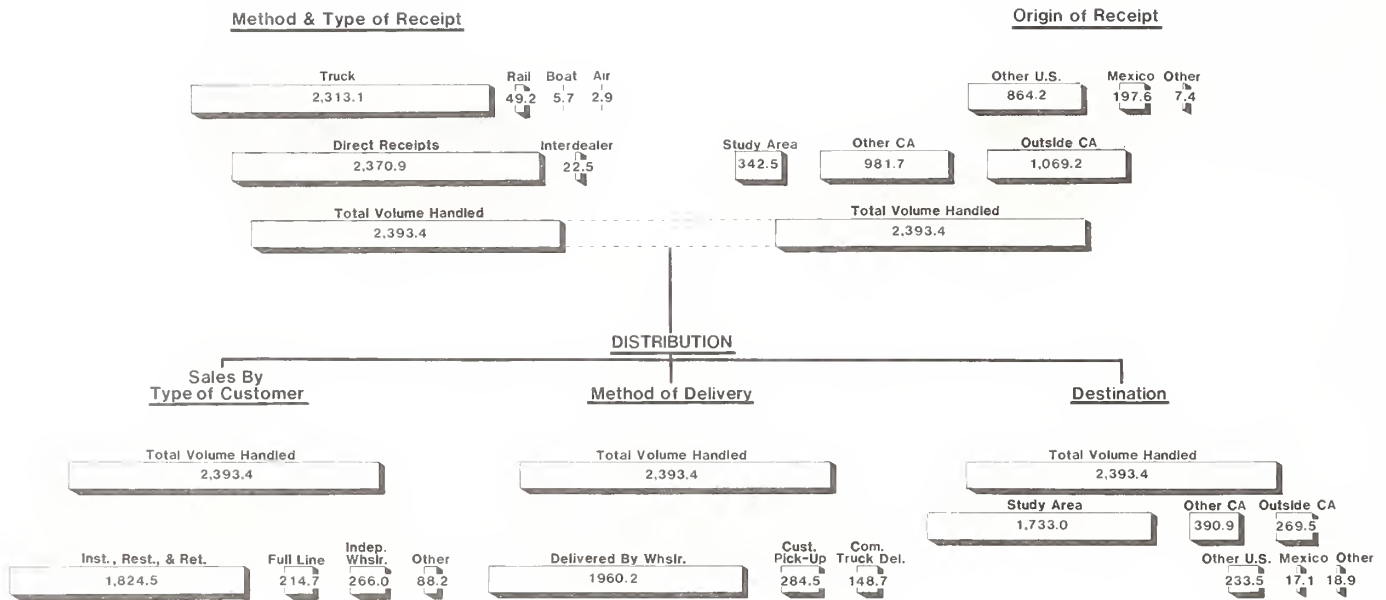 Method & Type of Receipt
Origin of Receipt
Truck
2,313.1
Rail
49.2
Boat
5.7
Air
2.9
Other U.S.
864.2
Mexico
197.6
Other
7.4
Direct Receipts
2,370.9
Interdealer
22.5
Study Area
342.5
Other CA
981.7
Outside CA
1,069.2
Total Volume Handled
2,393.4
Total Volume Handled
2,393.4
DISTRIBUTION
Sales By
Type of Customer
Method of Delivery
Destination
Total Volume Handled
2,393.4
Total Volume Handled
2,393.4
Total Volume Handled
2,393.4
Study Area
1,733.0
Other CA
390.9
Outside CA
269.5
Inst., Rest., & Ret.
1,824.5
Full Line
214.7
Indep.
Whslr.
266.0
Other
88.2
Delivered By Whslr.
1960.2
Cust.
Pick-Up
284.5
Com.
Truck Del.
148.7
Other U.S.
233.5
Mexico
17.1
Other
18.9